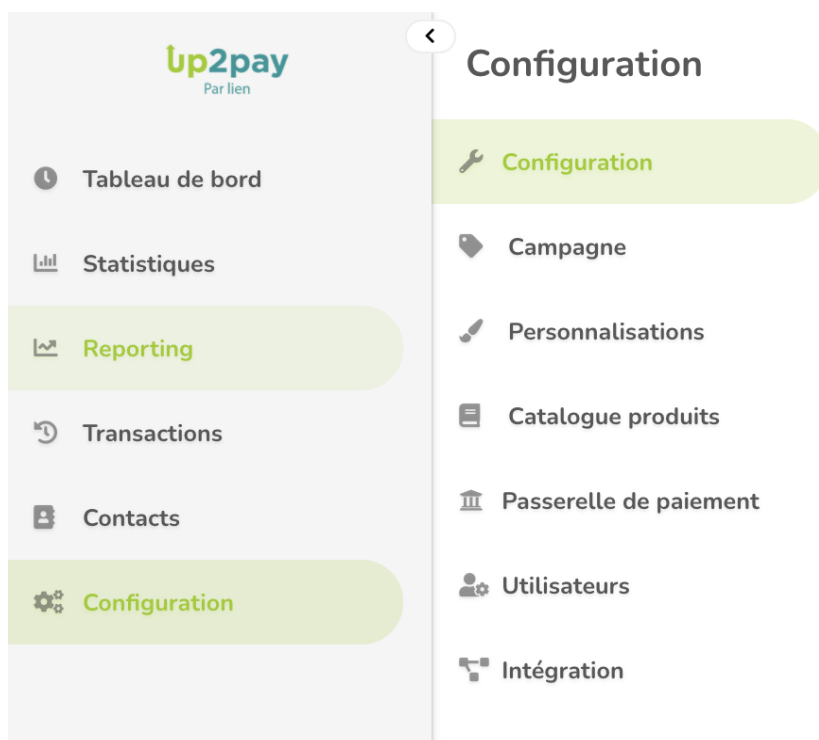 Up2pay
Par lien
Tableau de bord
Statistiques
Reporting
Transactions
Contacts
Configuration
Configuration
Configuration
Campagne
Personnalisations
Catalogue produits
Passerelle de paiement
Utilisateurs
Intégration